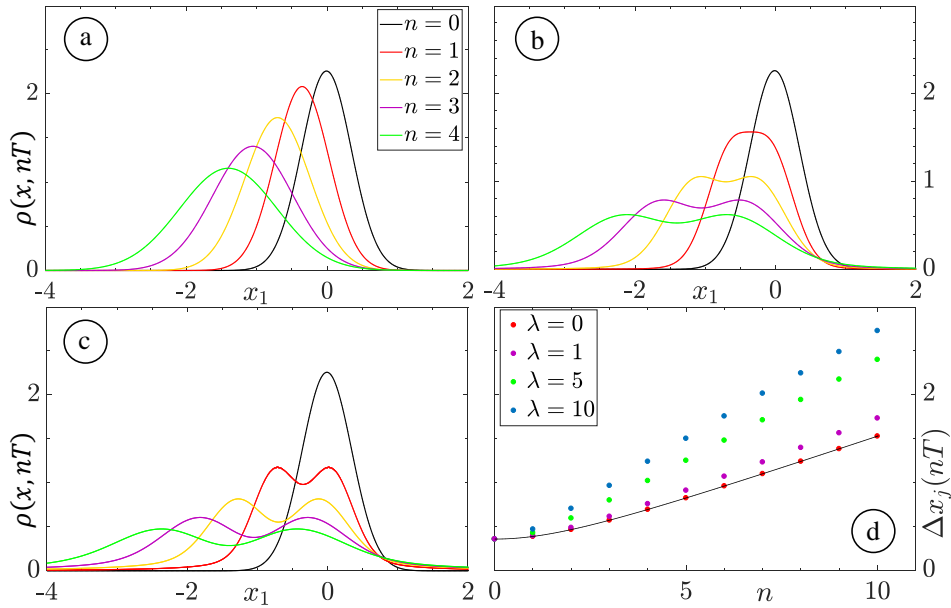 a
n = 0
n = 1
n = 2
n = 3
n = 4
ρ(x, nT)
2
0
-4 -2 0 2
x₁
b
2
1
0
-4 -2 0 2
x₁
c
ρ(x, nT)
2
0
-4 -2 0 2
x₁
λ = 0
λ = 1
λ = 5
λ = 10
d
2
0
Δxⱼ(nT)
0 5 10
n